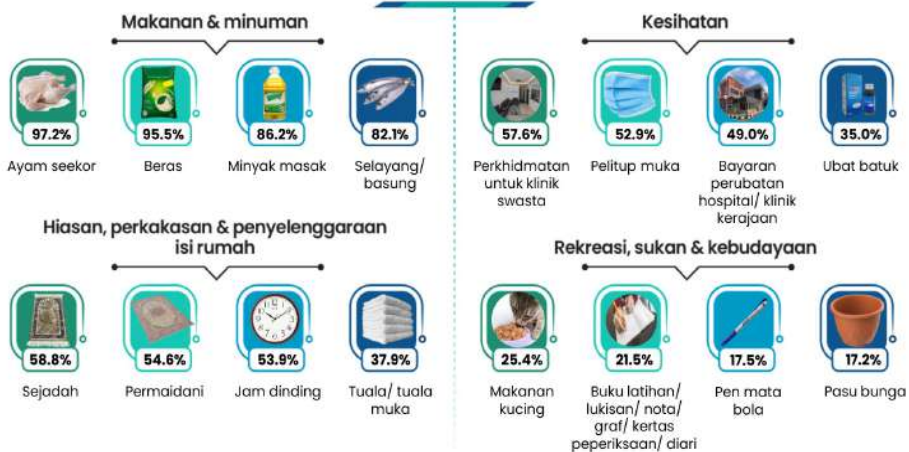 Makanan & minuman
97.2%
95.5%
86.2%
82.1%
Ayam seekor
Beras
Minyak masak
Selayang/
basung
Kesihatan
57.6%
52.9%
49.0%
35.0%
Perkhidmatan
untuk klinik
swasta
Pelitup muka
Bayaran
perubatan
hospital/ klinik
kerajaan
Ubat batuk
Hiasan, perkakasan & penyelenggaraan
isi rumah
58.8%
54.6%
53.9%
37.9%
Sejadah
Permaidani
Jam dinding
Tuala/ tuala
muka
Rekreasi, sukan & kebudayaan
25.4%
21.5%
17.5%
17.2%
Makanan
kucing
Buku latihan/
lukisan/ nota/
graf/ kertas
peperiksaan/ diari
Pen mata
bola
Pasu bunga